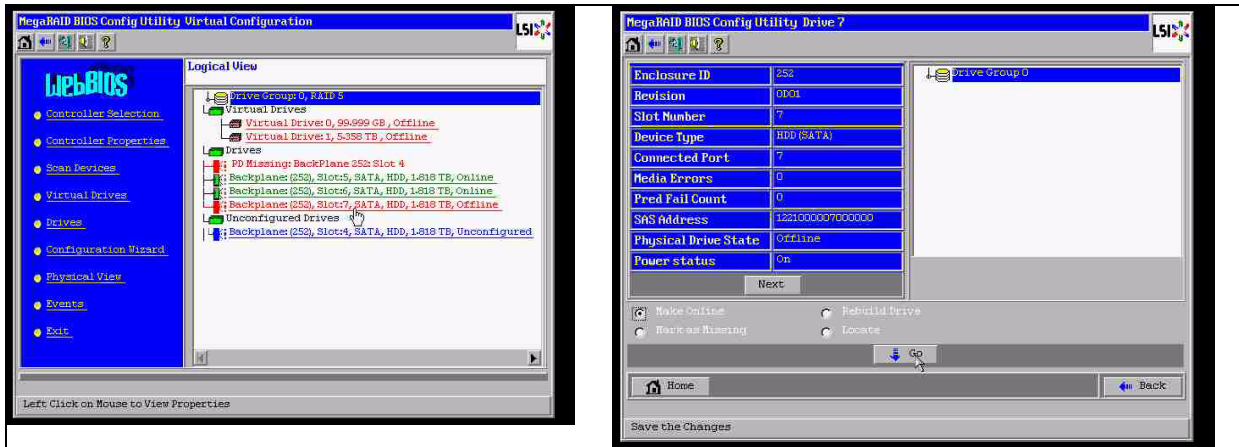 MegaRAID BIOS Config Utility Virtual Configuration
LSI
WebBIOS
Controller Selection
Controller Properties
Scan Devices
Virtual Drives
Drives
Configuration Wizard
Physical View
Events
Exit
Logical View
Drive Group: 0, RAID 5
Virtual Drives
Virtual Drive: 0, 99.999 GB, Offline
Virtual Drive: 1, 5.358 TB, Offline
Drives
PD Missing: BackPlane 252: Slot 4
Backplane: (252), Slot:5, SATA, HDD, 1.818 TB, Online
Backplane: (252), Slot:6, SATA, HDD, 1.818 TB, Online
Backplane: (252), Slot:7, SATA, HDD, 1.818 TB, Offline
Unconfigured Drives
Backplane: (252), Slot:4, SATA, HDD, 1.818 TB, Unconfigured
Left Click on Mouse to View Properties
MegaRAID BIOS Config Utility Drive 7
LSI
Enclosure ID 252
Revision 0D01
Slot Number 7
Device Type HDD (SATA)
Connected Port 7
Media Errors 0
Pred Fail Count 0
SAS Address 1221000007000000
Physical Drive State Offline
Power status On
Next
Drive Group 0
Make Online Rebuild Drive
Mark as Missing Locate
Go
Home Back
Save the Changes